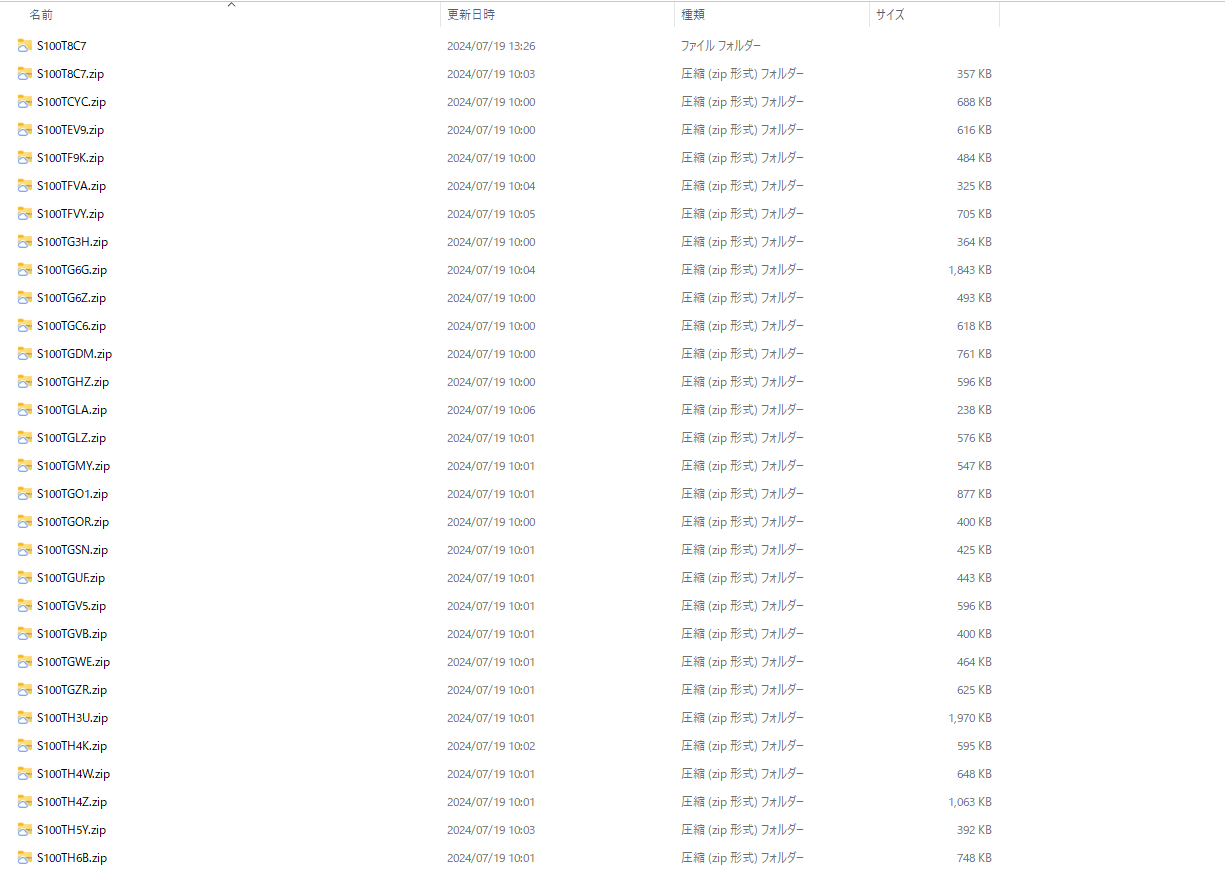 名前 更新日時 種類 サイズ
S100T8C7 2024/07/19 13:26 ファイル フォルダー
S100T8C7.zip 2024/07/19 10:03 圧縮 (zip 形式) フォルダー 357 KB
S100TCYC.zip 2024/07/19 10:00 圧縮 (zip 形式) フォルダー 688 KB
S100TEV9.zip 2024/07/19 10:00 圧縮 (zip 形式) フォルダー 616 KB
S100TF9K.zip 2024/07/19 10:00 圧縮 (zip 形式) フォルダー 484 KB
S100TFVA.zip 2024/07/19 10:04 圧縮 (zip 形式) フォルダー 325 KB
S100TFVY.zip 2024/07/19 10:05 圧縮 (zip 形式) フォルダー 705 KB
S100TG3H.zip 2024/07/19 10:00 圧縮 (zip 形式) フォルダー 364 KB
S100TG6G.zip 2024/07/19 10:04 圧縮 (zip 形式) フォルダー 1,843 KB
S100TG6Z.zip 2024/07/19 10:00 圧縮 (zip 形式) フォルダー 493 KB
S100TGC6.zip 2024/07/19 10:00 圧縮 (zip 形式) フォルダー 618 KB
S100TGDM.zip 2024/07/19 10:00 圧縮 (zip 形式) フォルダー 761 KB
S100TGHZ.zip 2024/07/19 10:00 圧縮 (zip 形式) フォルダー 596 KB
S100TGLA.zip 2024/07/19 10:06 圧縮 (zip 形式) フォルダー 238 KB
S100TGLZ.zip 2024/07/19 10:01 圧縮 (zip 形式) フォルダー 576 KB
S100TGMY.zip 2024/07/19 10:01 圧縮 (zip 形式) フォルダー 547 KB
S100TGO1.zip 2024/07/19 10:01 圧縮 (zip 形式) フォルダー 877 KB
S100TGOR.zip 2024/07/19 10:00 圧縮 (zip 形式) フォルダー 400 KB
S100TGSN.zip 2024/07/19 10:01 圧縮 (zip 形式) フォルダー 425 KB
S100TGUF.zip 2024/07/19 10:01 圧縮 (zip 形式) フォルダー 443 KB
S100TGV5.zip 2024/07/19 10:01 圧縮 (zip 形式) フォルダー 596 KB
S100TGVB.zip 2024/07/19 10:01 圧縮 (zip 形式) フォルダー 400 KB
S100TGWE.zip 2024/07/19 10:01 圧縮 (zip 形式) フォルダー 464 KB
S100TGZR.zip 2024/07/19 10:01 圧縮 (zip 形式) フォルダー 625 KB
S100TH3U.zip 2024/07/19 10:01 圧縮 (zip 形式) フォルダー 1,970 KB
S100TH4K.zip 2024/07/19 10:02 圧縮 (zip 形式) フォルダー 595 KB
S100TH4W.zip 2024/07/19 10:01 圧縮 (zip 形式) フォルダー 648 KB
S100TH4Z.zip 2024/07/19 10:01 圧縮 (zip 形式) フォルダー 1,063 KB
S100TH5Y.zip 2024/07/19 10:03 圧縮 (zip 形式) フォルダー 392 KB
S100TH6B.zip 2024/07/19 10:01 圧縮 (zip 形式) フォルダー 748 KB